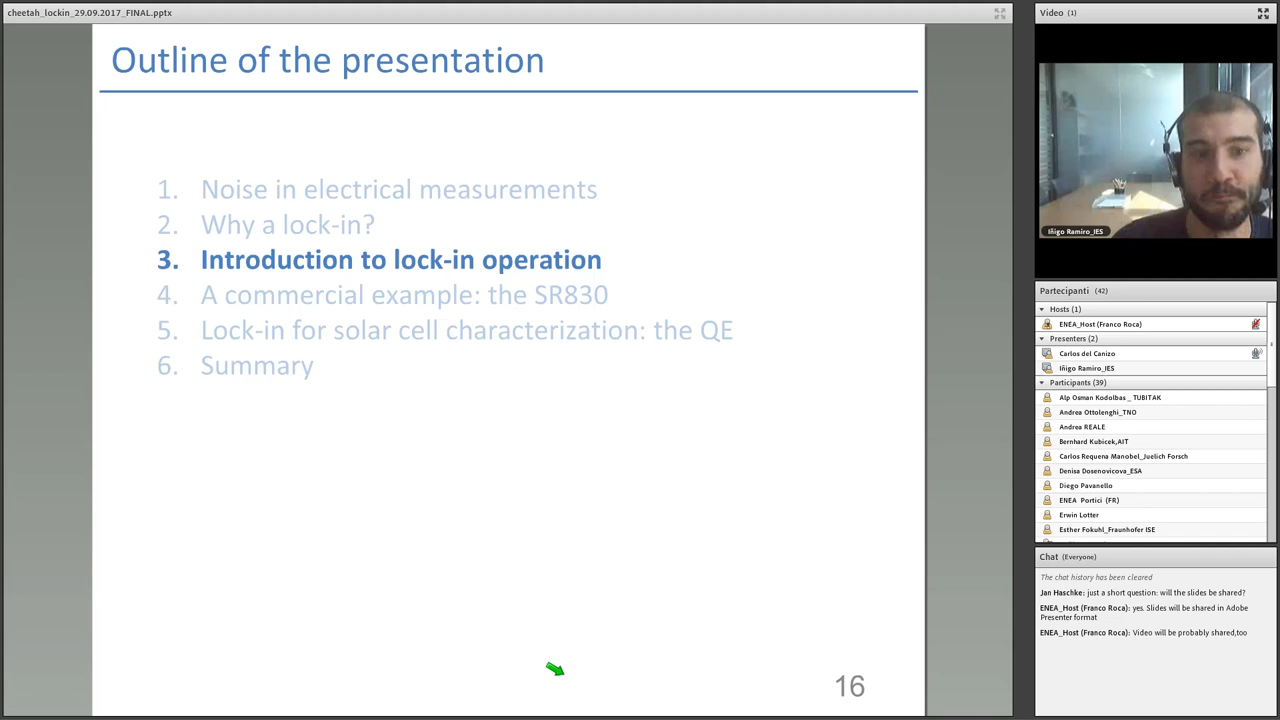 cheetah_lockin_29.09.2017_FINAL.pptx
Outline of the presentation
1. Noise in electrical measurements
2. Why a lock-in?
3. Introduction to lock-in operation
4. A commercial example: the SR830
5. Lock-in for solar cell characterization: the QE
6. Summary
16
Video (1)
Iñigo Ramiro_IES
Partecipanti (42)
Hosts (1)
ENEA_Host (Franco Roca)
Presenters (2)
Carlos del Canizo
Iñigo Ramiro_IES
Participants (39)
Alp Osman Kodolbas _ TUBITAK
Andrea Ottolenghi_TNO
Andrea REALE
Bernhard Kubicek,AIT
Carlos Requena Manobel_Juelich Forsch
Denisa Dosenovicova_ESA
Diego Pavanello
ENEA Portici (FR)
Erwin Lotter
Esther Fokuhl_Fraunhofer ISE
Chat (Everyone)
The chat history has been cleared
Jan Haschke: just a short question: will the slides be shared?
ENEA_Host (Franco Roca): yes. Slides will be shared in Adobe
Presenter format
ENEA_Host (Franco Roca): Video will be probably shared,too